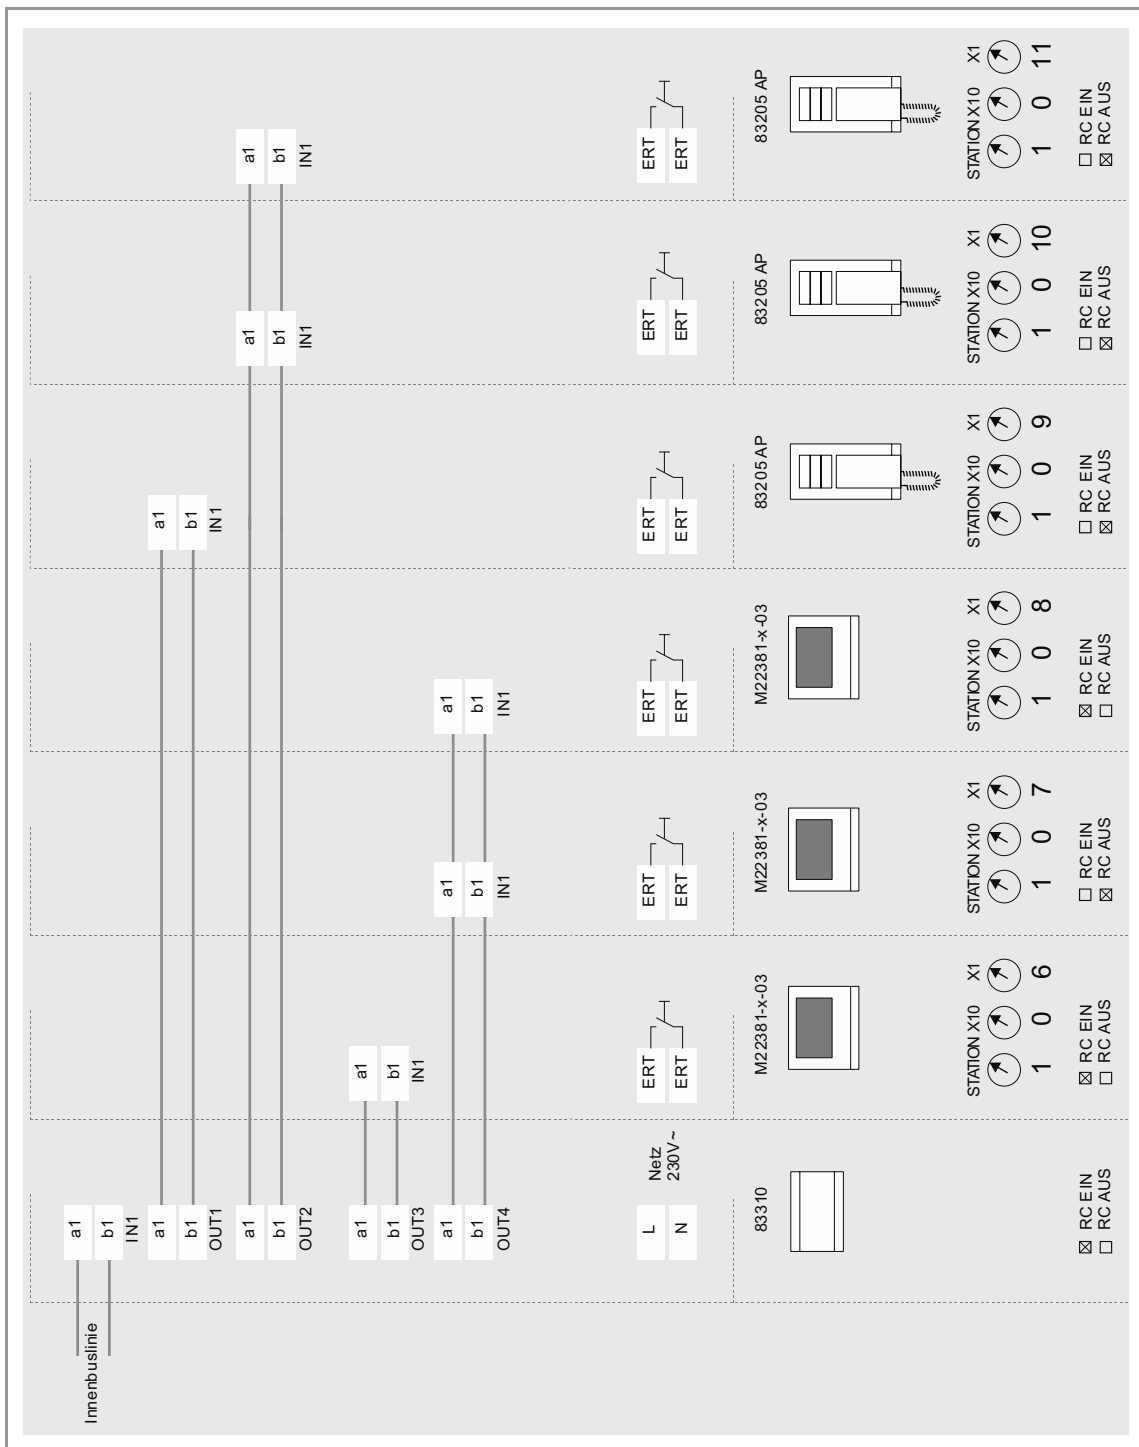 Innenbuslinie
a1
b1
IN1
a1
b1
OUT1
a1
b1
OUT2
a1
b1
OUT3
a1
b1
OUT4
L
N
Netz
230V~
83310
RC EIN
RC AUS
a1
b1
IN1
ERT
ERT
M22381-x-03
STATION X10 X1
1 0 6
RC EIN
RC AUS
a1
b1
IN1
ERT
ERT
M22381-x-03
STATION X10 X1
1 0 7
RC EIN
RC AUS
a1
b1
IN1
ERT
ERT
M22381-x-03
STATION X10 X1
1 0 8
RC EIN
RC AUS
a1
b1
IN1
ERT
ERT
83205 AP
STATION X10 X1
1 0 9
RC EIN
RC AUS
a1
b1
IN1
ERT
ERT
83205 AP
STATION X10 X1
1 0 10
RC EIN
RC AUS
a1
b1
IN1
ERT
ERT
83205 AP
STATION X10 X1
1 0 11
RC EIN
RC AUS